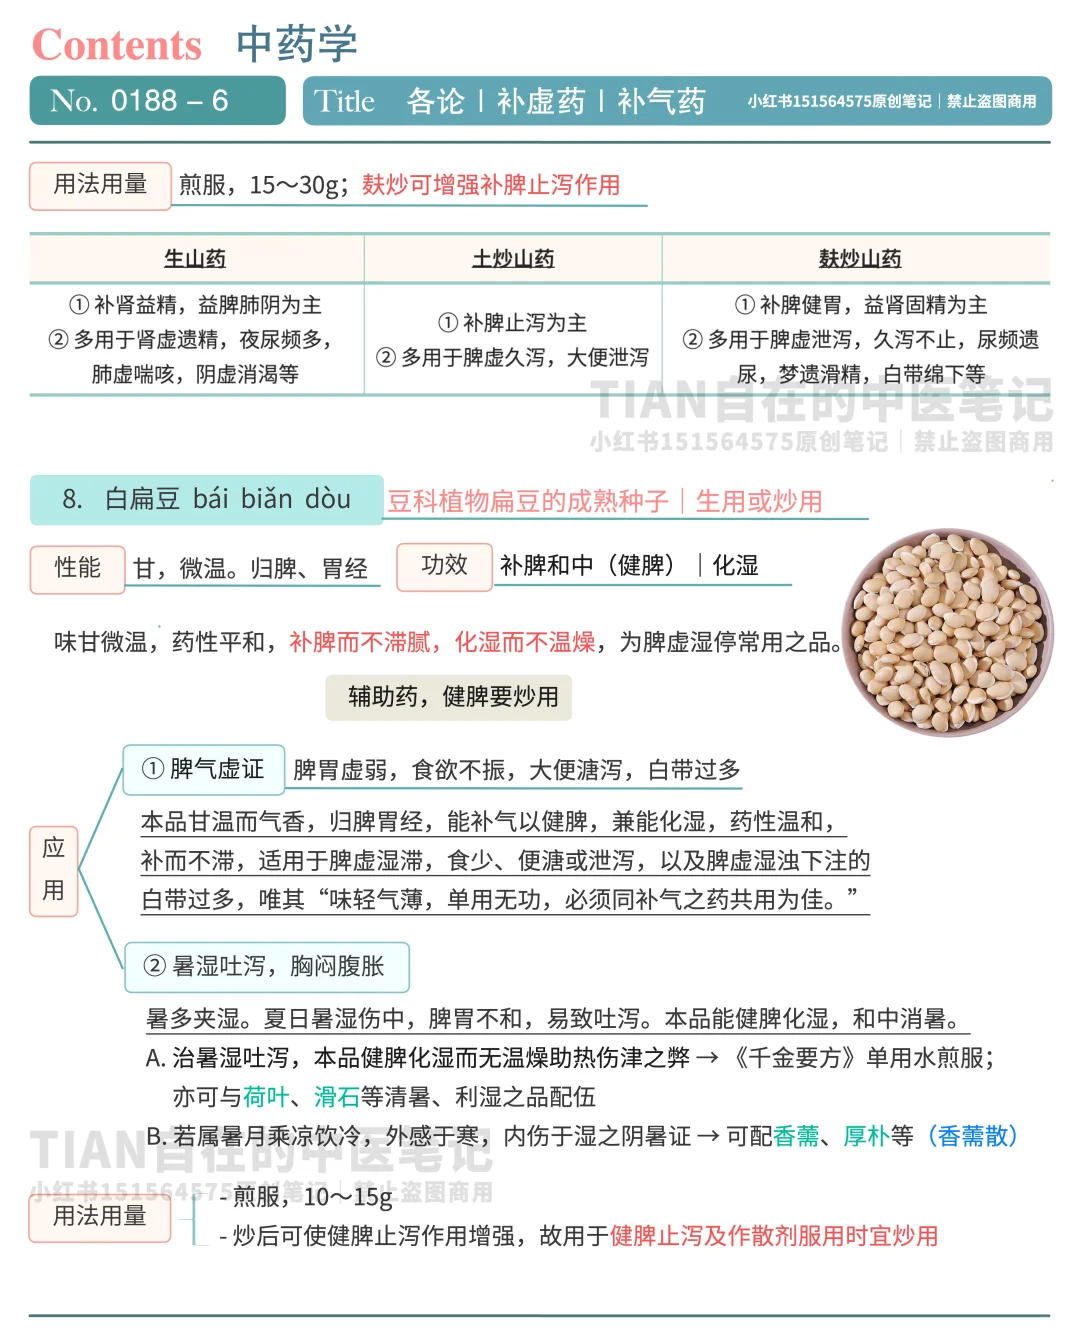 Contents 中药学
No. 0188 – 6
Title 各论｜补虚药｜补气药 小红书151564575原创笔记｜禁止盗图商用
用法用量 煎服，15～30g；麸炒可增强补脾止泻作用
生山药 土炒山药 麸炒山药
① 补肾益精，益脾肺阴为主
② 多用于肾虚遗精，夜尿频多，
肺虚喘咳，阴虚消渴等
① 补脾止泻为主
② 多用于脾虚久泻，大便泄泻
① 补脾健胃，益肾固精为主
② 多用于脾虚泄泻，久泻不止，尿频遗
尿，梦遗滑精，白带绵下等
TIAN自在的中医笔记
小红书151564575原创笔记｜禁止盗图商用
8. 白扁豆 bái biǎn dòu 豆科植物扁豆的成熟种子｜生用或炒用
性能 甘，微温。归脾、胃经 功效 补脾和中（健脾）｜化湿
味甘微温，药性平和，补脾而不滞腻，化湿而不温燥，为脾虚湿停常用之品。
辅助药，健脾要炒用
应用
① 脾气虚证 脾胃虚弱，食欲不振，大便溏泻，白带过多
本品甘温而气香，归脾胃经，能补气以健脾，兼能化湿，药性温和，
补而不滞，适用于脾虚湿滞，食少、便溏或泄泻，以及脾虚湿浊下注的
白带过多，唯其“味轻气薄，单用无功，必须同补气之药共用为佳。”
② 暑湿吐泻，胸闷腹胀
暑多夹湿。夏日暑湿伤中，脾胃不和，易致吐泻。本品能健脾化湿，和中消暑。
A. 治暑湿吐泻，本品健脾化湿而无温燥助热伤津之弊 → 《千金要方》单用水煎服；
亦可与荷叶、滑石等清暑、利湿之品配伍
B. 若属暑月乘凉饮冷，外感于寒，内伤于湿之阴暑证 → 可配香薷、厚朴等（香薷散）
TIAN自在的中医笔记
小红书151564575原创笔记｜禁止盗图商用
用法用量
- 煎服，10～15g
- 炒后可使健脾止泻作用增强，故用于健脾止泻及作散剂服用时宜炒用